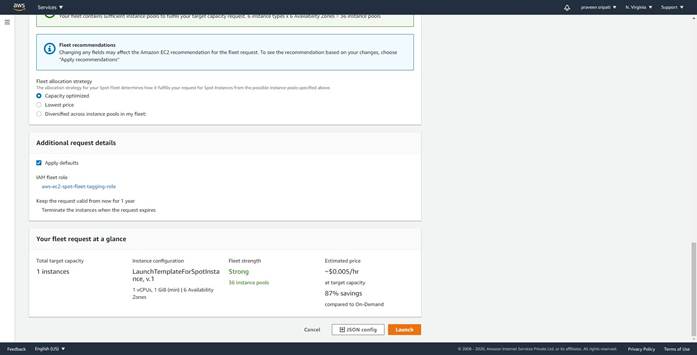 aws
Services
praveen sripati
N. Virginia
Support
Your fleet contains sufficient instance pools to fulfill your target capacity request. 6 instance types x 6 Availability Zones = 36 instance pools
Fleet recommendations
Changing any fields may affect the Amazon EC2 recommendation for the fleet request. To see the recommendation based on your changes, choose
"Apply recommendations"
Fleet allocation strategy
The allocation strategy for your Spot Fleet determines how it fulfills your request for Spot Instances from the possible instance pools specified above.
Capacity optimized
Lowest price
Diversified across instance pools in my fleet:
Additional request details
Apply defaults
IAM fleet role
aws-ec2-spot-fleet-tagging-role
Keep the request valid from now for 1 year
Terminate the instances when the request expires
Your fleet request at a glance
Total target capacity
1 instances
Instance configuration
LaunchTemplateForSpotInsta
nce, v.1
1 vCPUs, 1 GiB (min) | 6 Availability
Zones
Fleet strength
Strong
36 instance pools
Estimated price
~$0.005/hr
at target capacity
87% savings
compared to On-Demand
Cancel
JSON config
Launch
Feedback
English (US)
© 2008 - 2020, Amazon Internet Services Private Ltd. or its affiliates. All rights reserved.
Privacy Policy
Terms of Use